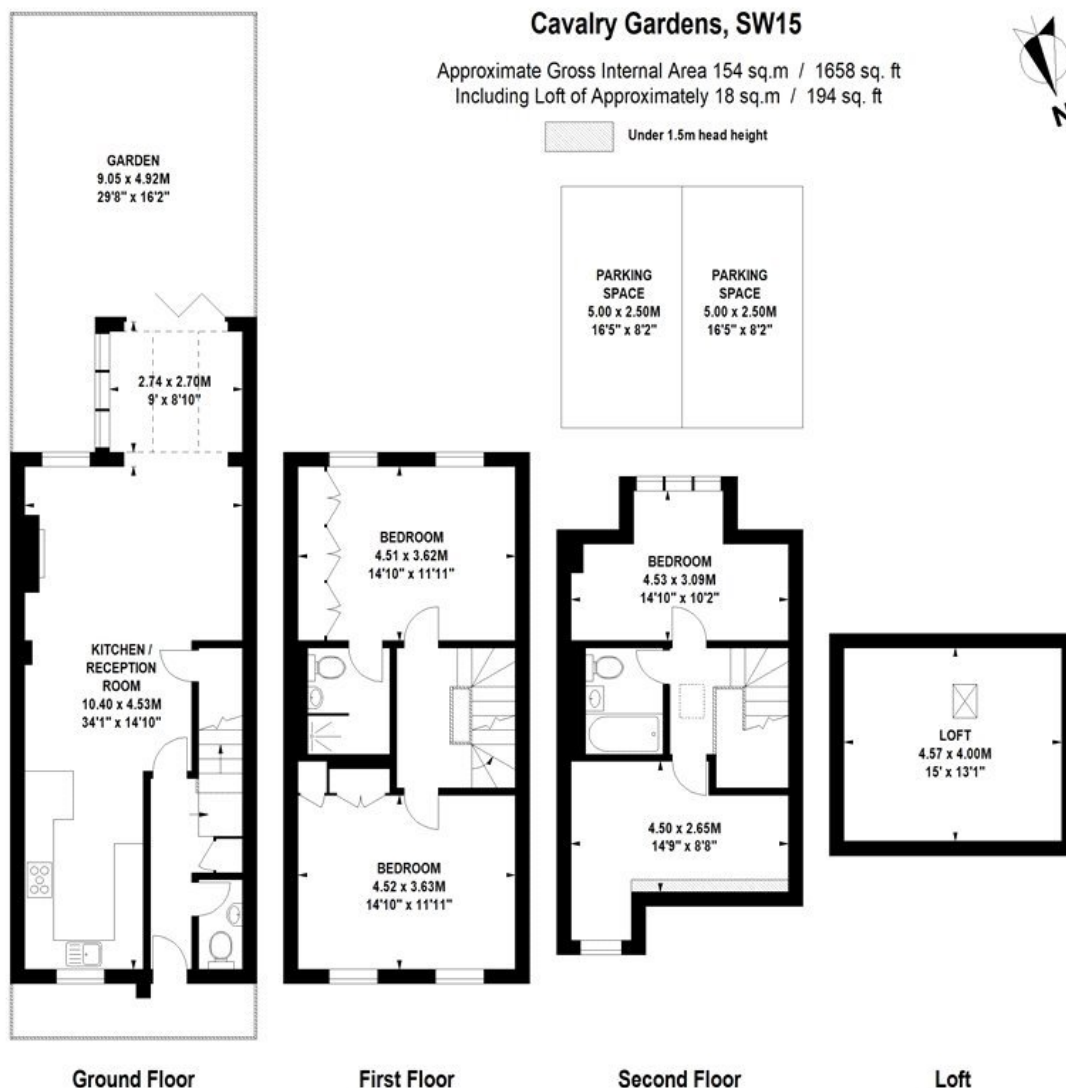 Cavalry Gardens, SW15
Approximate Gross Internal Area 154 sq.m / 1658 sq. ft
Including Loft of Approximately 18 sq.m / 194 sq. ft
Under 1.5m head height
N
GARDEN
9.05 x 4.92M
29'8" x 16'2"
PARKING
SPACE
5.00 x 2.50M
16'5" x 8'2"
PARKING
SPACE
5.00 x 2.50M
16'5" x 8'2"
2.74 x 2.70M
9' x 8'10"
KITCHEN /
RECEPTION
ROOM
10.40 x 4.53M
34'1" x 14'10"
BEDROOM
4.51 x 3.62M
14'10" x 11'11"
BEDROOM
4.52 x 3.63M
14'10" x 11'11"
BEDROOM
4.53 x 3.09M
14'10" x 10'2"
4.50 x 2.65M
14'9" x 8'8"
LOFT
4.57 x 4.00M
15' x 13'1"
Ground Floor
First Floor
Second Floor
Loft